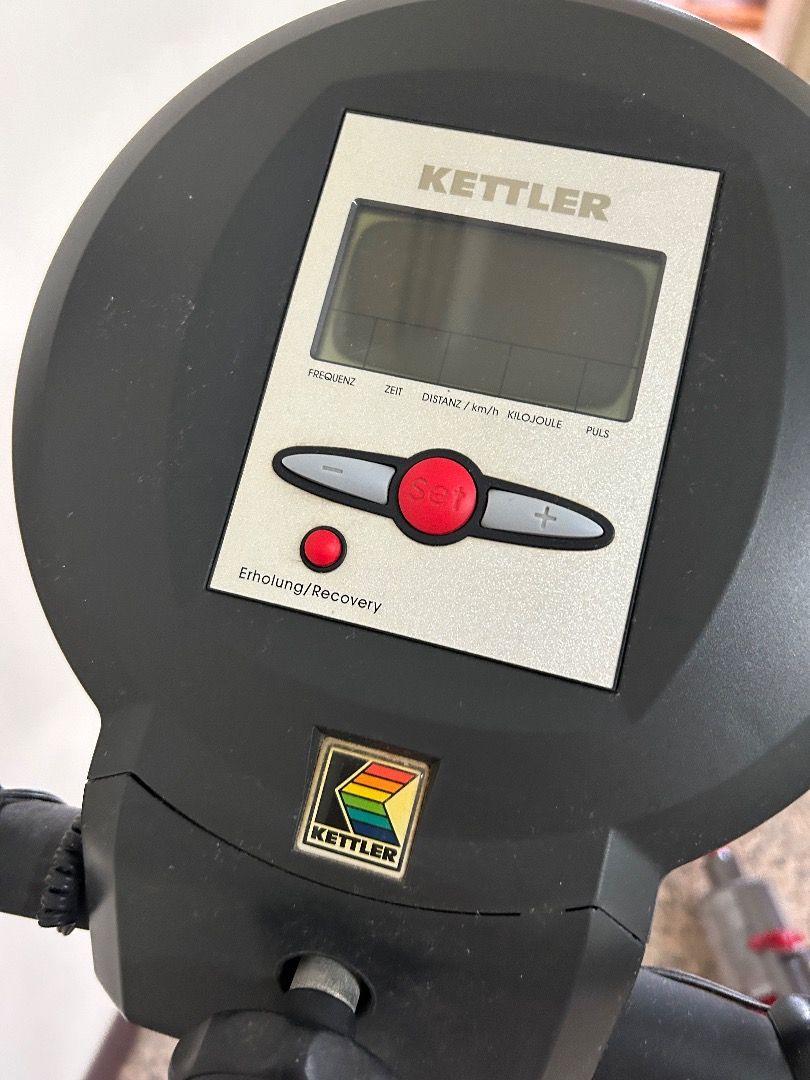 KETTLER
FREQUENZ ZEIT DISTANZ / km/h KILOJOULE PULS
− Set +
Erholung/Recovery
KETTLER